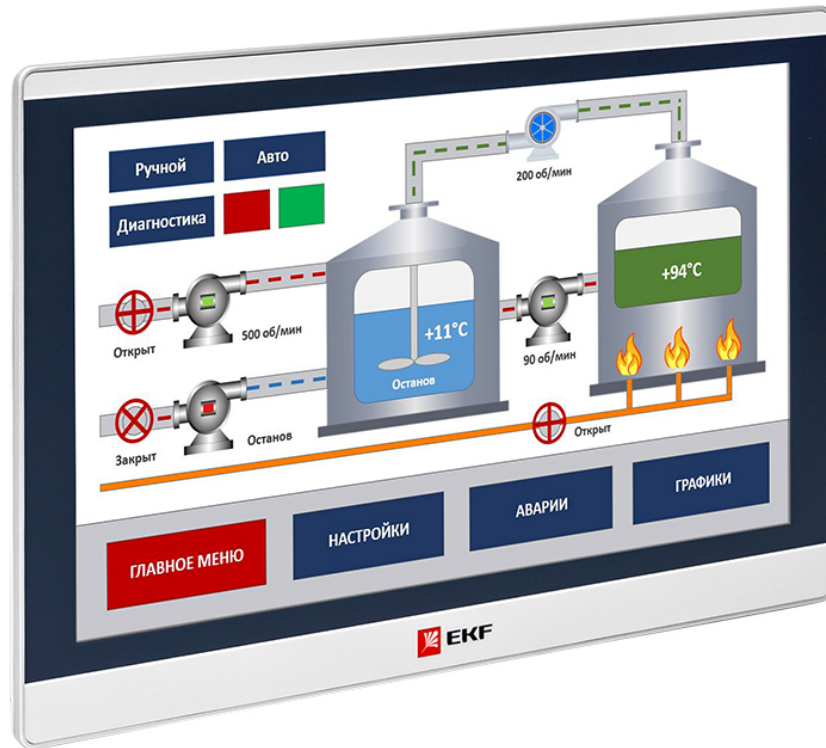 Ручной
Авто
Диагностика
200 об/мин
+94°C
+11°C
Останов
Открыт
500 об/мин
90 об/мин
Закрыт
Останов
Открыт
ГЛАВНОЕ МЕНЮ
НАСТРОЙКИ
АВАРИИ
ГРАФИКИ
EKF